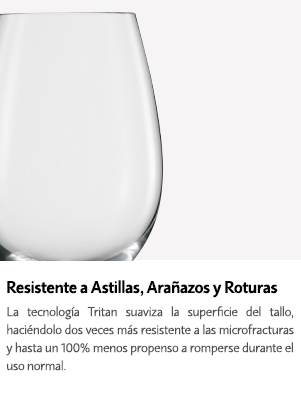 Resistente a Astillas, Arañazos y Roturas
La tecnología Tritan suaviza la superficie del tallo,
haciéndolo dos veces más resistente a las microfracturas
y hasta un 100% menos propenso a romperse durante el
uso normal.